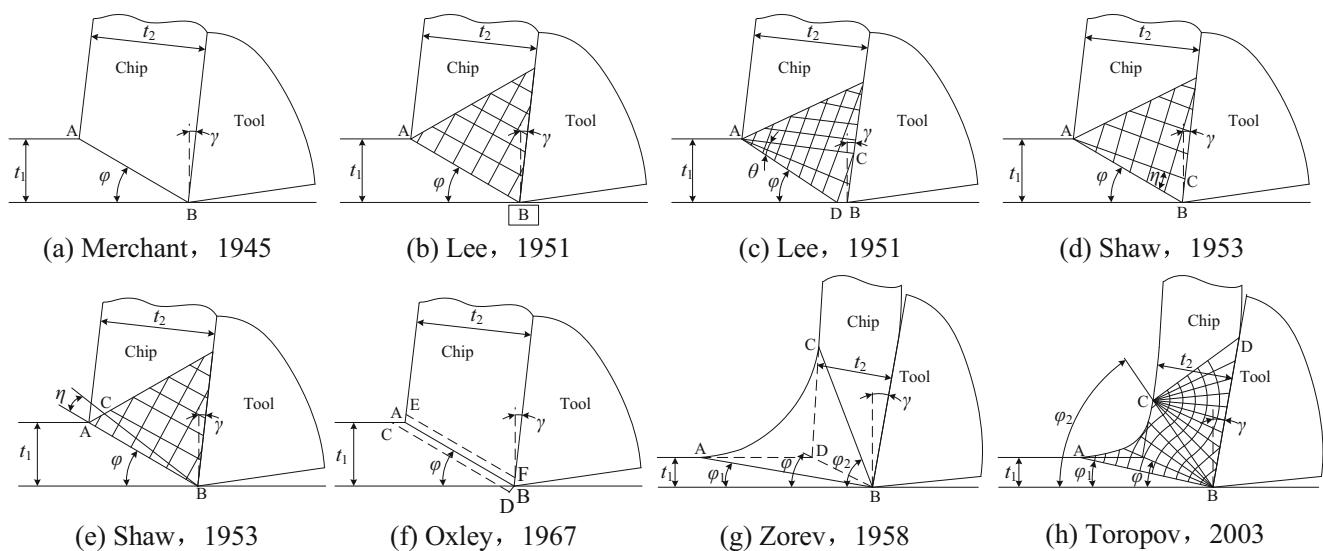 t2
Chip
Tool
A
γ
t1
φ
B
(a) Merchant，1945
t2
Chip
Tool
A
γ
t1
φ
B
(b) Lee，1951
t2
Chip
Tool
A
γ
C
t1
θ
φ
D
B
(c) Lee，1951
t2
Chip
Tool
A
γ
t1
φ
η
C
B
(d) Shaw，1953
t2
Chip
Tool
η
C
A
γ
t1
φ
B
(e) Shaw，1953
t2
Chip
Tool
E
A
C
γ
t1
φ
F
D
B
(f) Oxley，1967
Chip
C
t2
Tool
γ
A
D
t1
φ1
φ
φ2
B
(g) Zorev，1958
Chip
D
t2
Tool
C
φ2
γ
A
t1
φ1
φ
B
(h) Toropov，2003